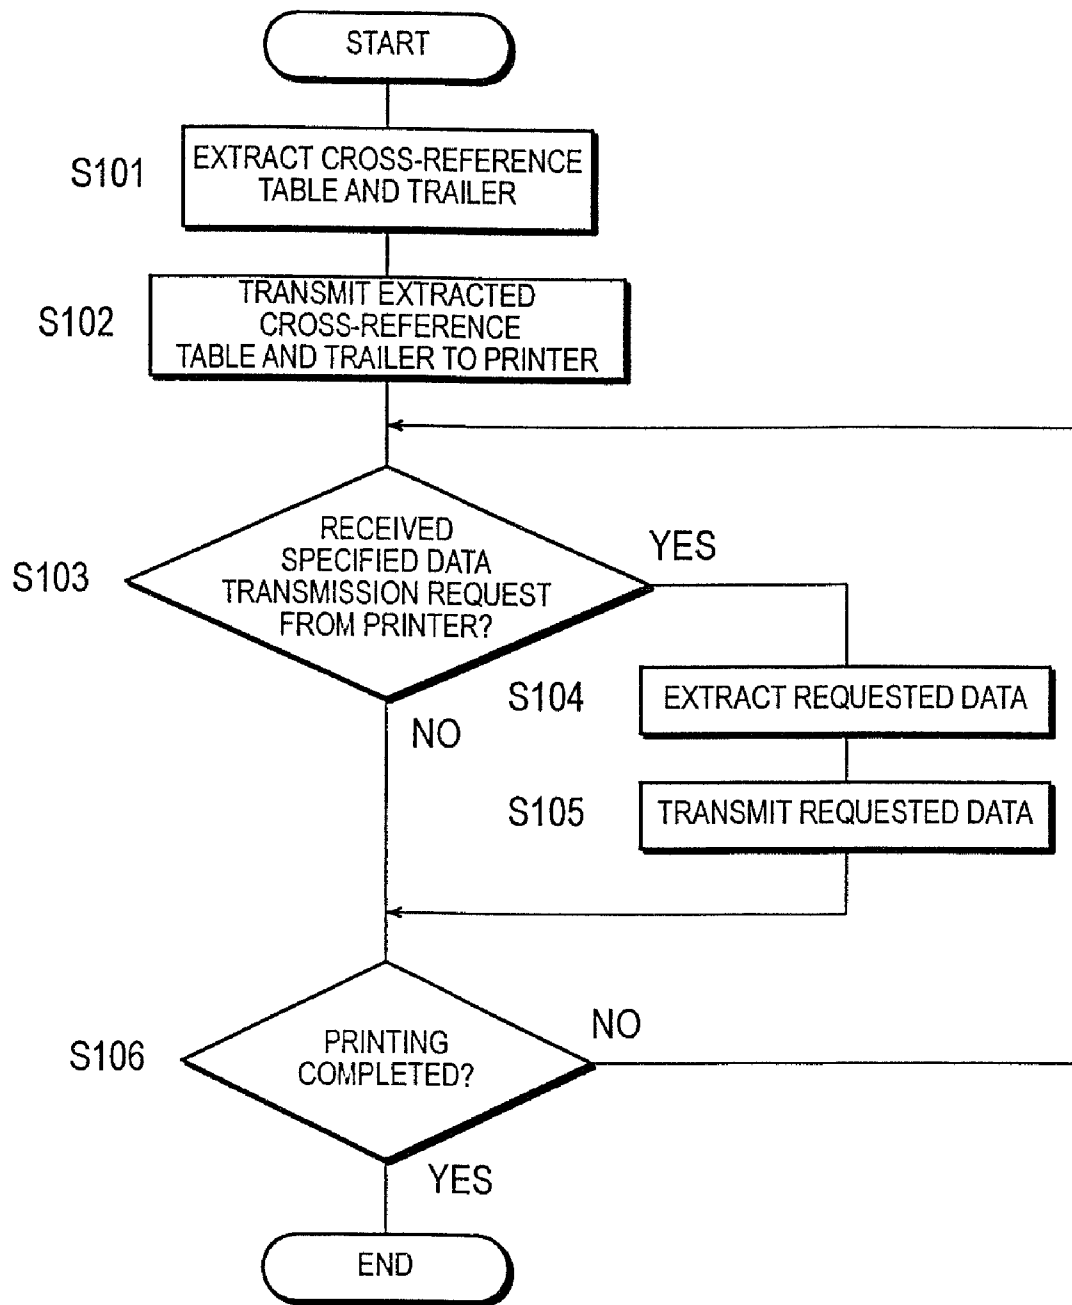 START
S101
EXTRACT CROSS-REFERENCE
TABLE AND TRAILER
S102
TRANSMIT EXTRACTED
CROSS-REFERENCE
TABLE AND TRAILER TO PRINTER
S103
RECEIVED
SPECIFIED DATA
TRANSMISSION REQUEST
FROM PRINTER?
YES
NO
S104
EXTRACT REQUESTED DATA
S105
TRANSMIT REQUESTED DATA
S106
PRINTING
COMPLETED?
NO
YES
END